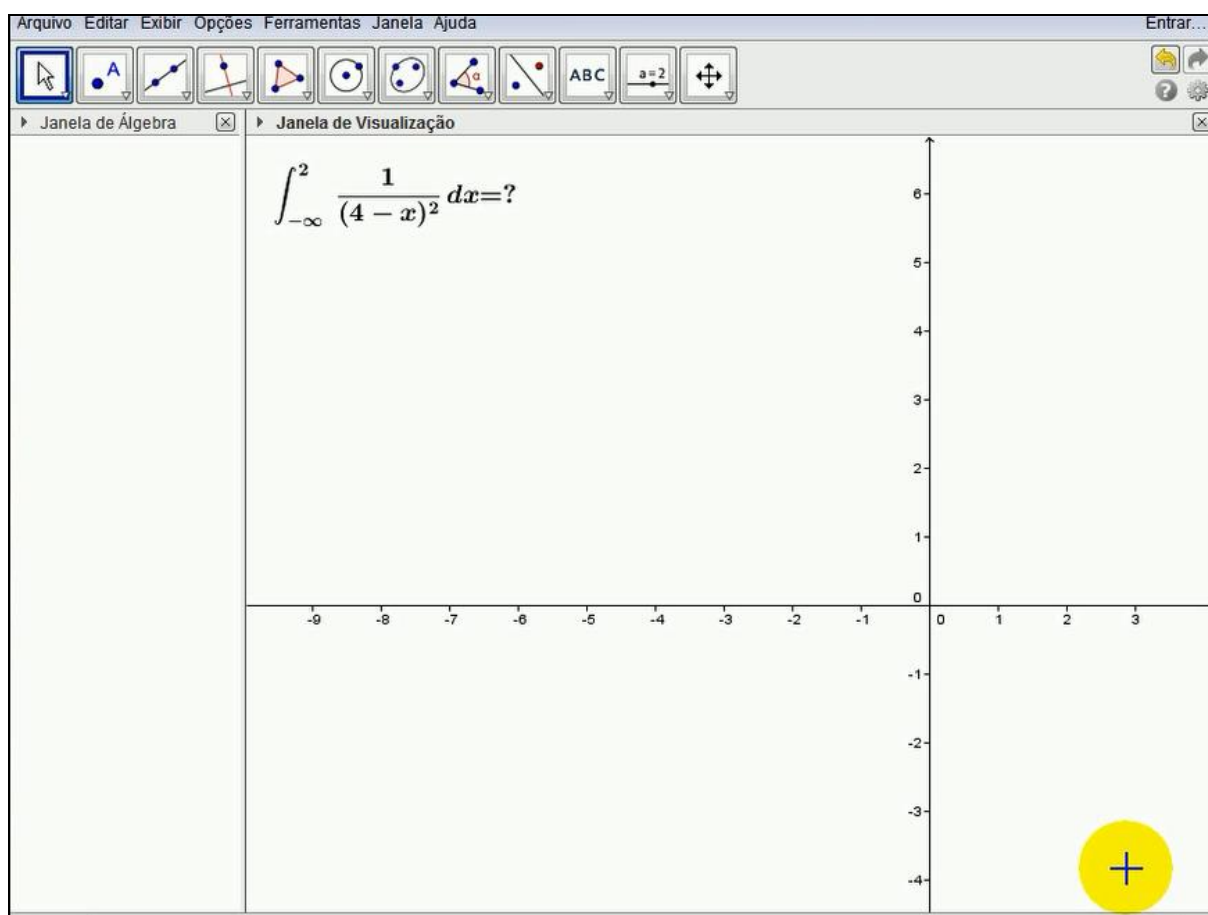 Arquivo Editar Exibir Opções Ferramentas Janela Ajuda Entrar...
A α ABC a=2
Janela de Álgebra Janela de Visualização
∫_{-∞}^{2} 1/(4 − x)² dx=?
6
5
4
3
2
1
0
-9 -8 -7 -6 -5 -4 -3 -2 -1 0 1 2 3
-1
-2
-3
-4